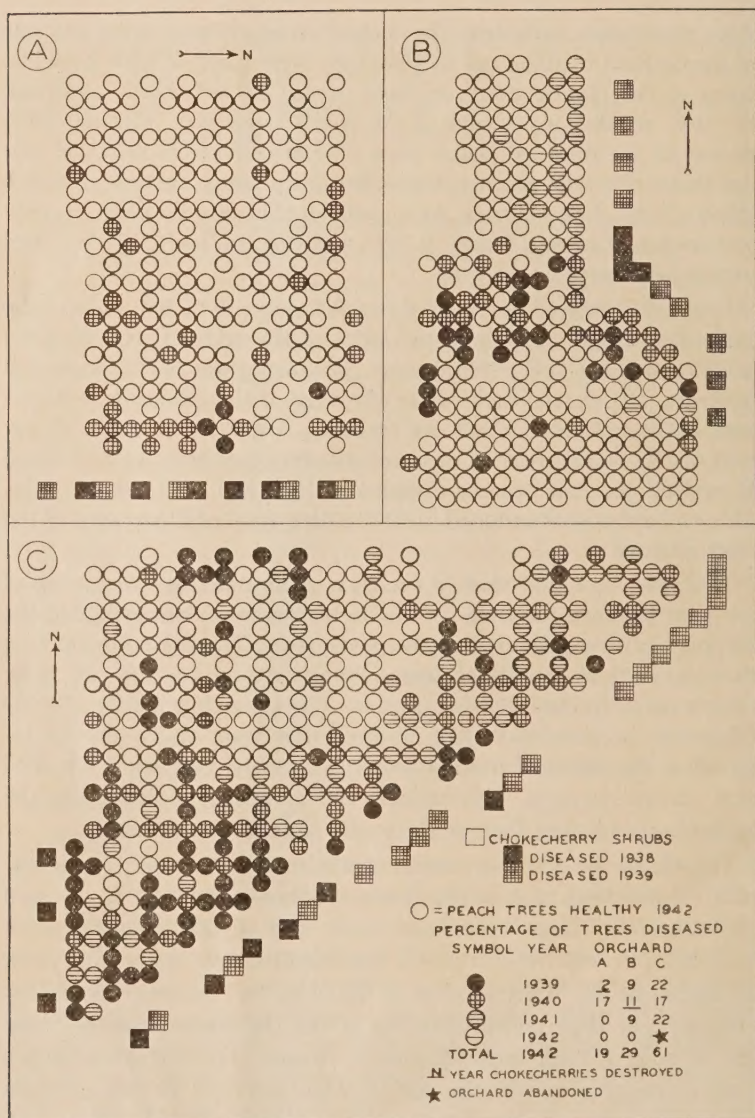 A
N
B
N
C
N
CHOKECHERRY SHRUBS
DISEASED 1938
DISEASED 1939
= PEACH TREES HEALTHY 1942
PERCENTAGE OF TREES DISEASED
SYMBOL YEAR ORCHARD
A B C
1939 2 9 22
1940 17 11 17
1941 0 9 22
1942 0 0 ★
TOTAL 1942 19 29 61
N YEAR CHOKECHERRIES DESTROYED
★ ORCHARD ABANDONED